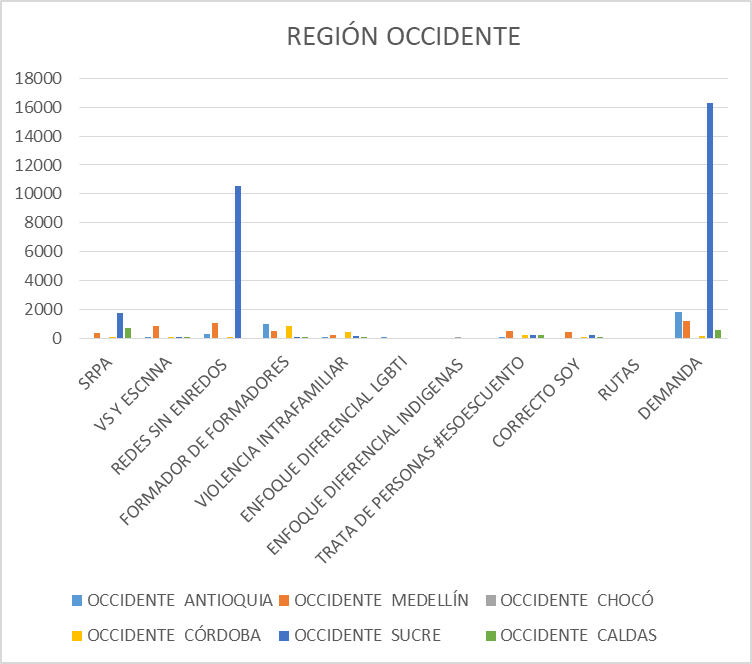 REGIÓN OCCIDENTE
18000
16000
14000
12000
10000
8000
6000
4000
2000
0
SRPA
VS Y ESCNNA
REDES SIN ENREDOS
FORMADOR DE FORMADORES
VIOLENCIA INTRAFAMILIAR
ENFOQUE DIFERENCIAL LGBTI
ENFOQUE DIFERENCIAL INDIGENAS
TRATA DE PERSONAS #ESOESCUENTO
CORRECTO SOY
RUTAS
DEMANDA
OCCIDENTE ANTIOQUIA
OCCIDENTE MEDELLÍN
OCCIDENTE CHOCÓ
OCCIDENTE CÓRDOBA
OCCIDENTE SUCRE
OCCIDENTE CALDAS